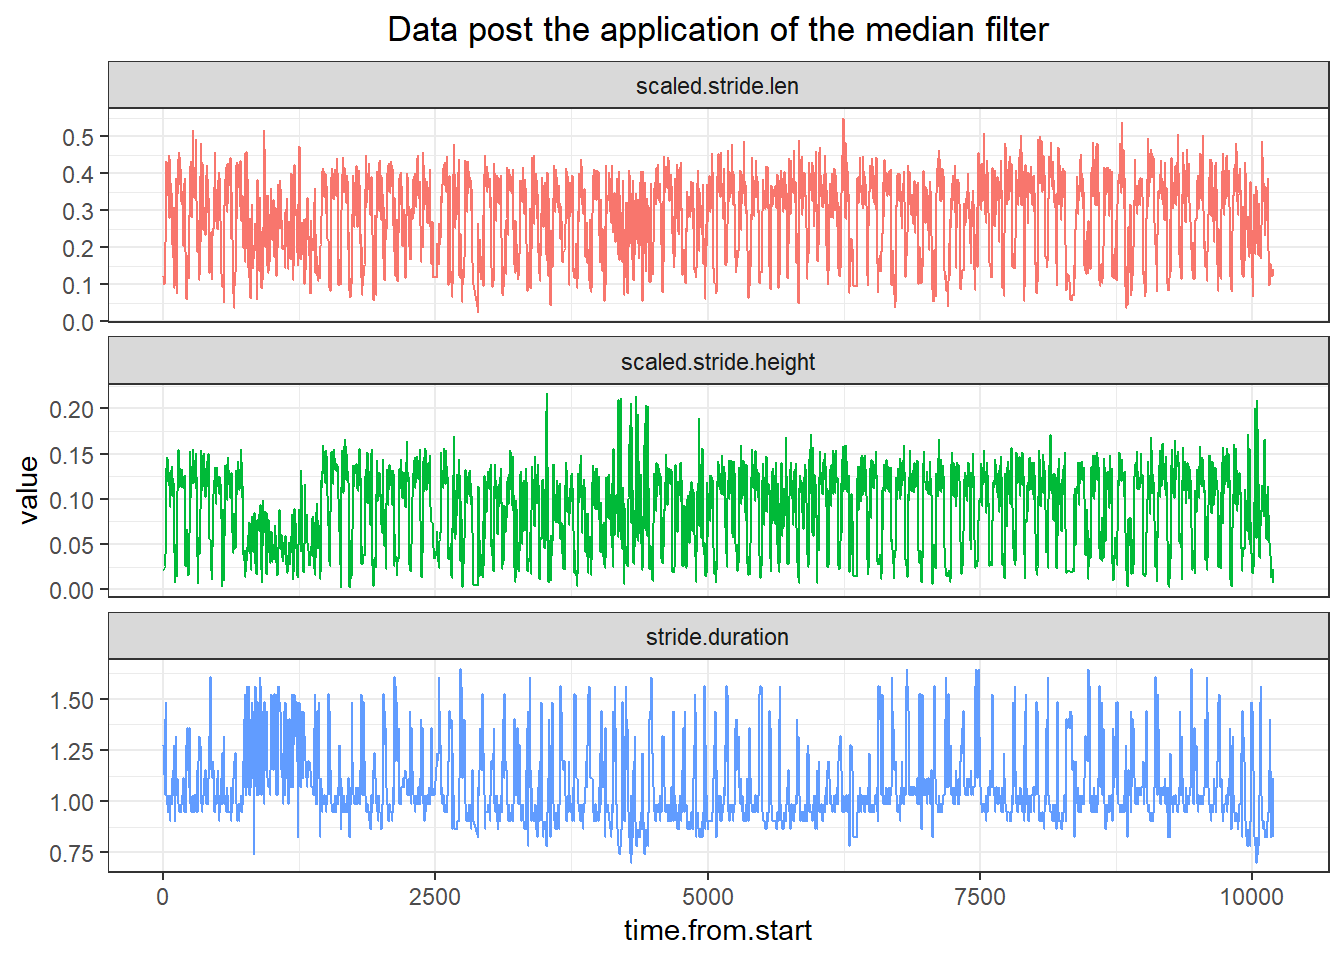 Data post the application of the median filter
scaled.stride.len
0.5
0.4
0.3
0.2
0.1
0.0
scaled.stride.height
0.20
0.15
0.10
0.05
0.00
value
stride.duration
1.50
1.25
1.00
0.75
0 2500 5000 7500 10000
time.from.start